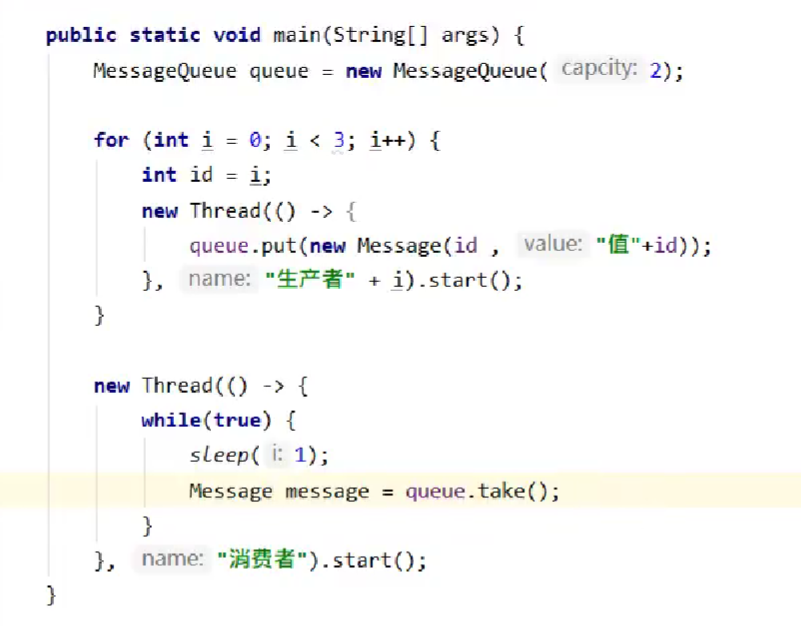 public static void main(String[] args) {
MessageQueue queue = new MessageQueue( capcity: 2);
for (int i = 0; i < 3; i++) {
int id = i;
new Thread(() -> {
queue.put(new Message(id , value: "值"+id));
}, name: "生产者" + i).start();
}
new Thread(() -> {
while(true) {
sleep( i: 1);
Message message = queue.take();
}
}, name: "消费者").start();
}